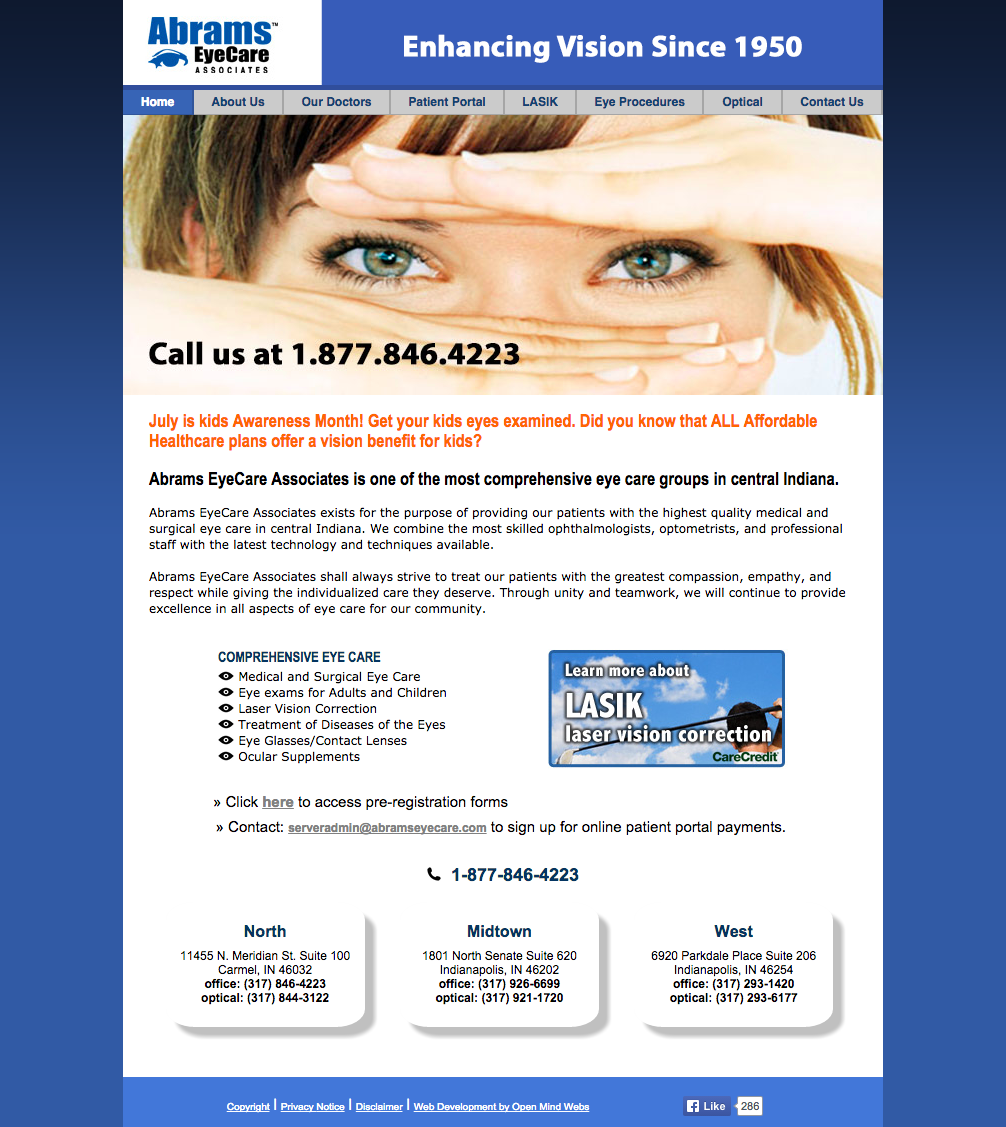 Abrams™
EyeCare
ASSOCIATES
Enhancing Vision Since 1950
Home About Us Our Doctors Patient Portal LASIK Eye Procedures Optical Contact Us
Call us at 1.877.846.4223
July is kids Awareness Month! Get your kids eyes examined. Did you know that ALL Affordable
Healthcare plans offer a vision benefit for kids?
Abrams EyeCare Associates is one of the most comprehensive eye care groups in central Indiana.
Abrams EyeCare Associates exists for the purpose of providing our patients with the highest quality medical and
surgical eye care in central Indiana. We combine the most skilled ophthalmologists, optometrists, and professional
staff with the latest technology and techniques available.
Abrams EyeCare Associates shall always strive to treat our patients with the greatest compassion, empathy, and
respect while giving the individualized care they deserve. Through unity and teamwork, we will continue to provide
excellence in all aspects of eye care for our community.
COMPREHENSIVE EYE CARE
Medical and Surgical Eye Care
Eye exams for Adults and Children
Laser Vision Correction
Treatment of Diseases of the Eyes
Eye Glasses/Contact Lenses
Ocular Supplements
Learn more about
LASIK
laser vision correction
CareCredit
» Click here to access pre-registration forms
» Contact: serveradmin@abramseyecare.com to sign up for online patient portal payments.
1-877-846-4223
North
11455 N. Meridian St. Suite 100
Carmel, IN 46032
office: (317) 846-4223
optical: (317) 844-3122
Midtown
1801 North Senate Suite 620
Indianapolis, IN 46202
office: (317) 926-6699
optical: (317) 921-1720
West
6920 Parkdale Place Suite 206
Indianapolis, IN 46254
office: (317) 293-1420
optical: (317) 293-6177
Copyright | Privacy Notice | Disclaimer | Web Development by Open Mind Webs
Like 286